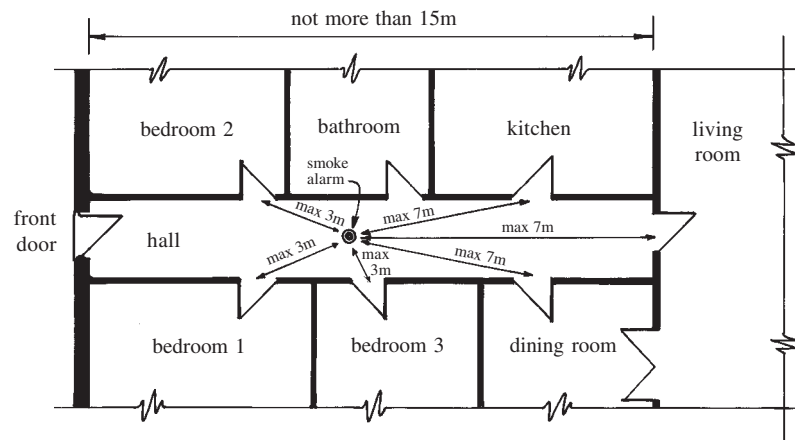 not more than 15m
bedroom 2
bathroom
kitchen
living
room
smoke
alarm
front
door
hall
max 3m
max 7m
max 7m
max 3m
max
3m
max 7m
bedroom 1
bedroom 3
dining room